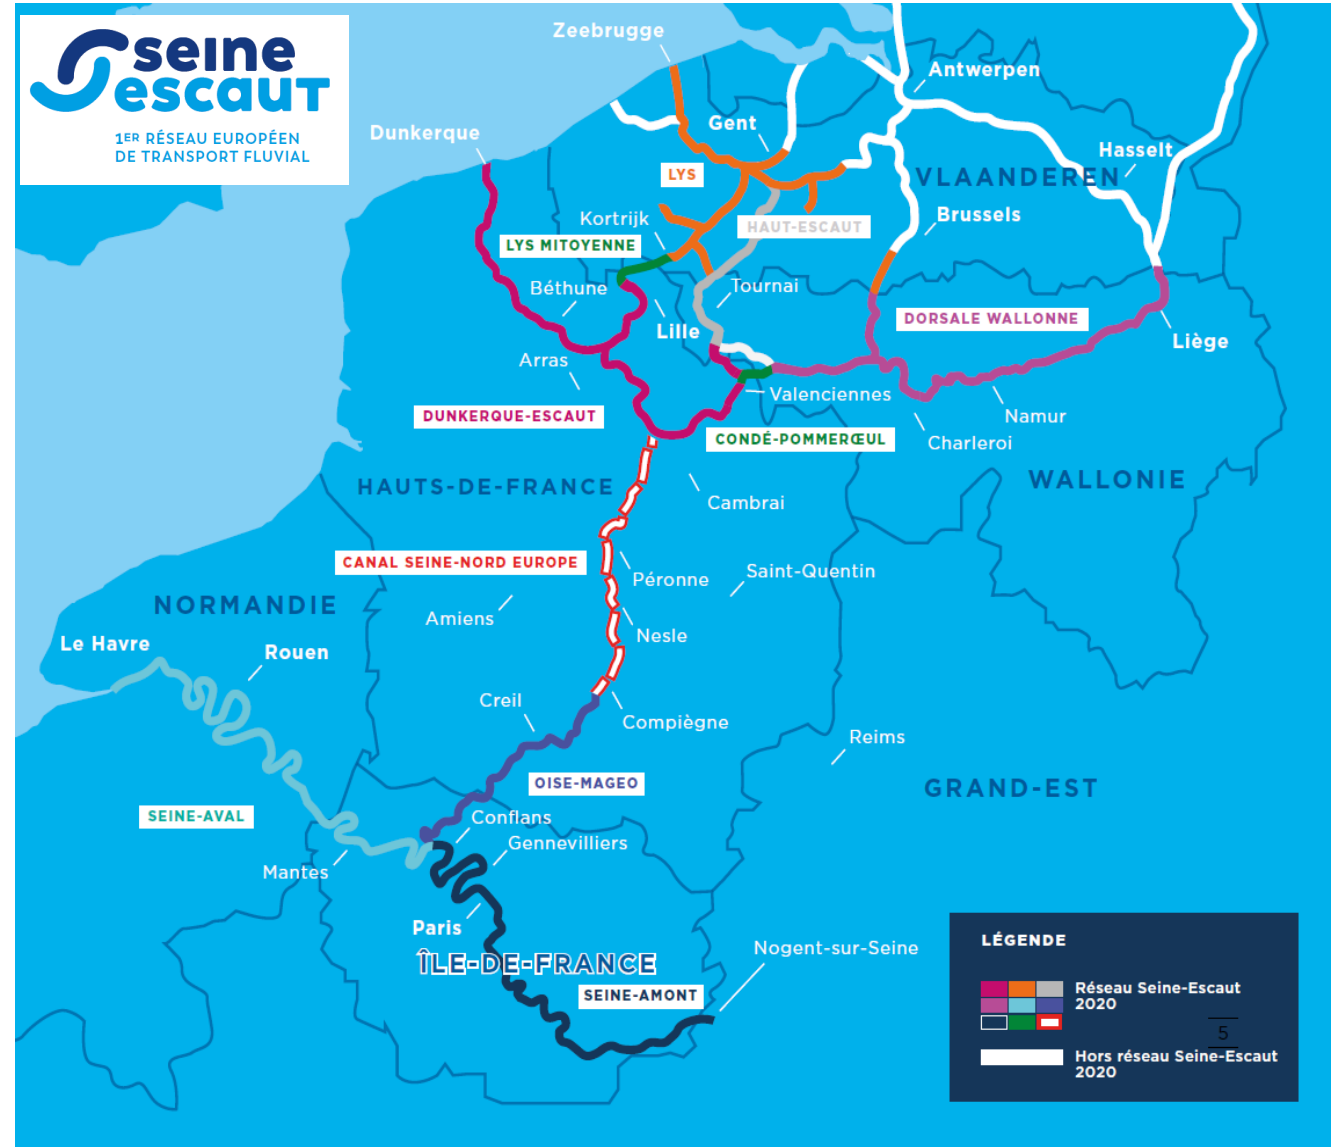 seine
escaut
1ER RÉSEAU EUROPÉEN
DE TRANSPORT FLUVIAL
Zeebrugge
Antwerpen
Dunkerque
Gent
Hasselt
LYS
VLAANDEREN
Kortrijk
HAUT-ESCAUT
Brussels
LYS MITOYENNE
Béthune
Tournai
DORSALE WALLONNE
Lille
Liège
Arras
Valenciennes
DUNKERQUE-ESCAUT
Namur
CONDÉ-POMMERŒUL
Charleroi
HAUTS-DE-FRANCE
WALLONIE
Cambrai
CANAL SEINE-NORD EUROPE
Péronne
Saint-Quentin
NORMANDIE
Amiens
Nesle
Le Havre
Rouen
Creil
Compiègne
Reims
OISE-MAGEO
GRAND-EST
SEINE-AVAL
Conflans
Gennevilliers
Mantes
Paris
Nogent-sur-Seine
ÎLE-DE-FRANCE
SEINE-AMONT
LÉGENDE
Réseau Seine-Escaut
2020
5
Hors réseau Seine-Escaut
2020